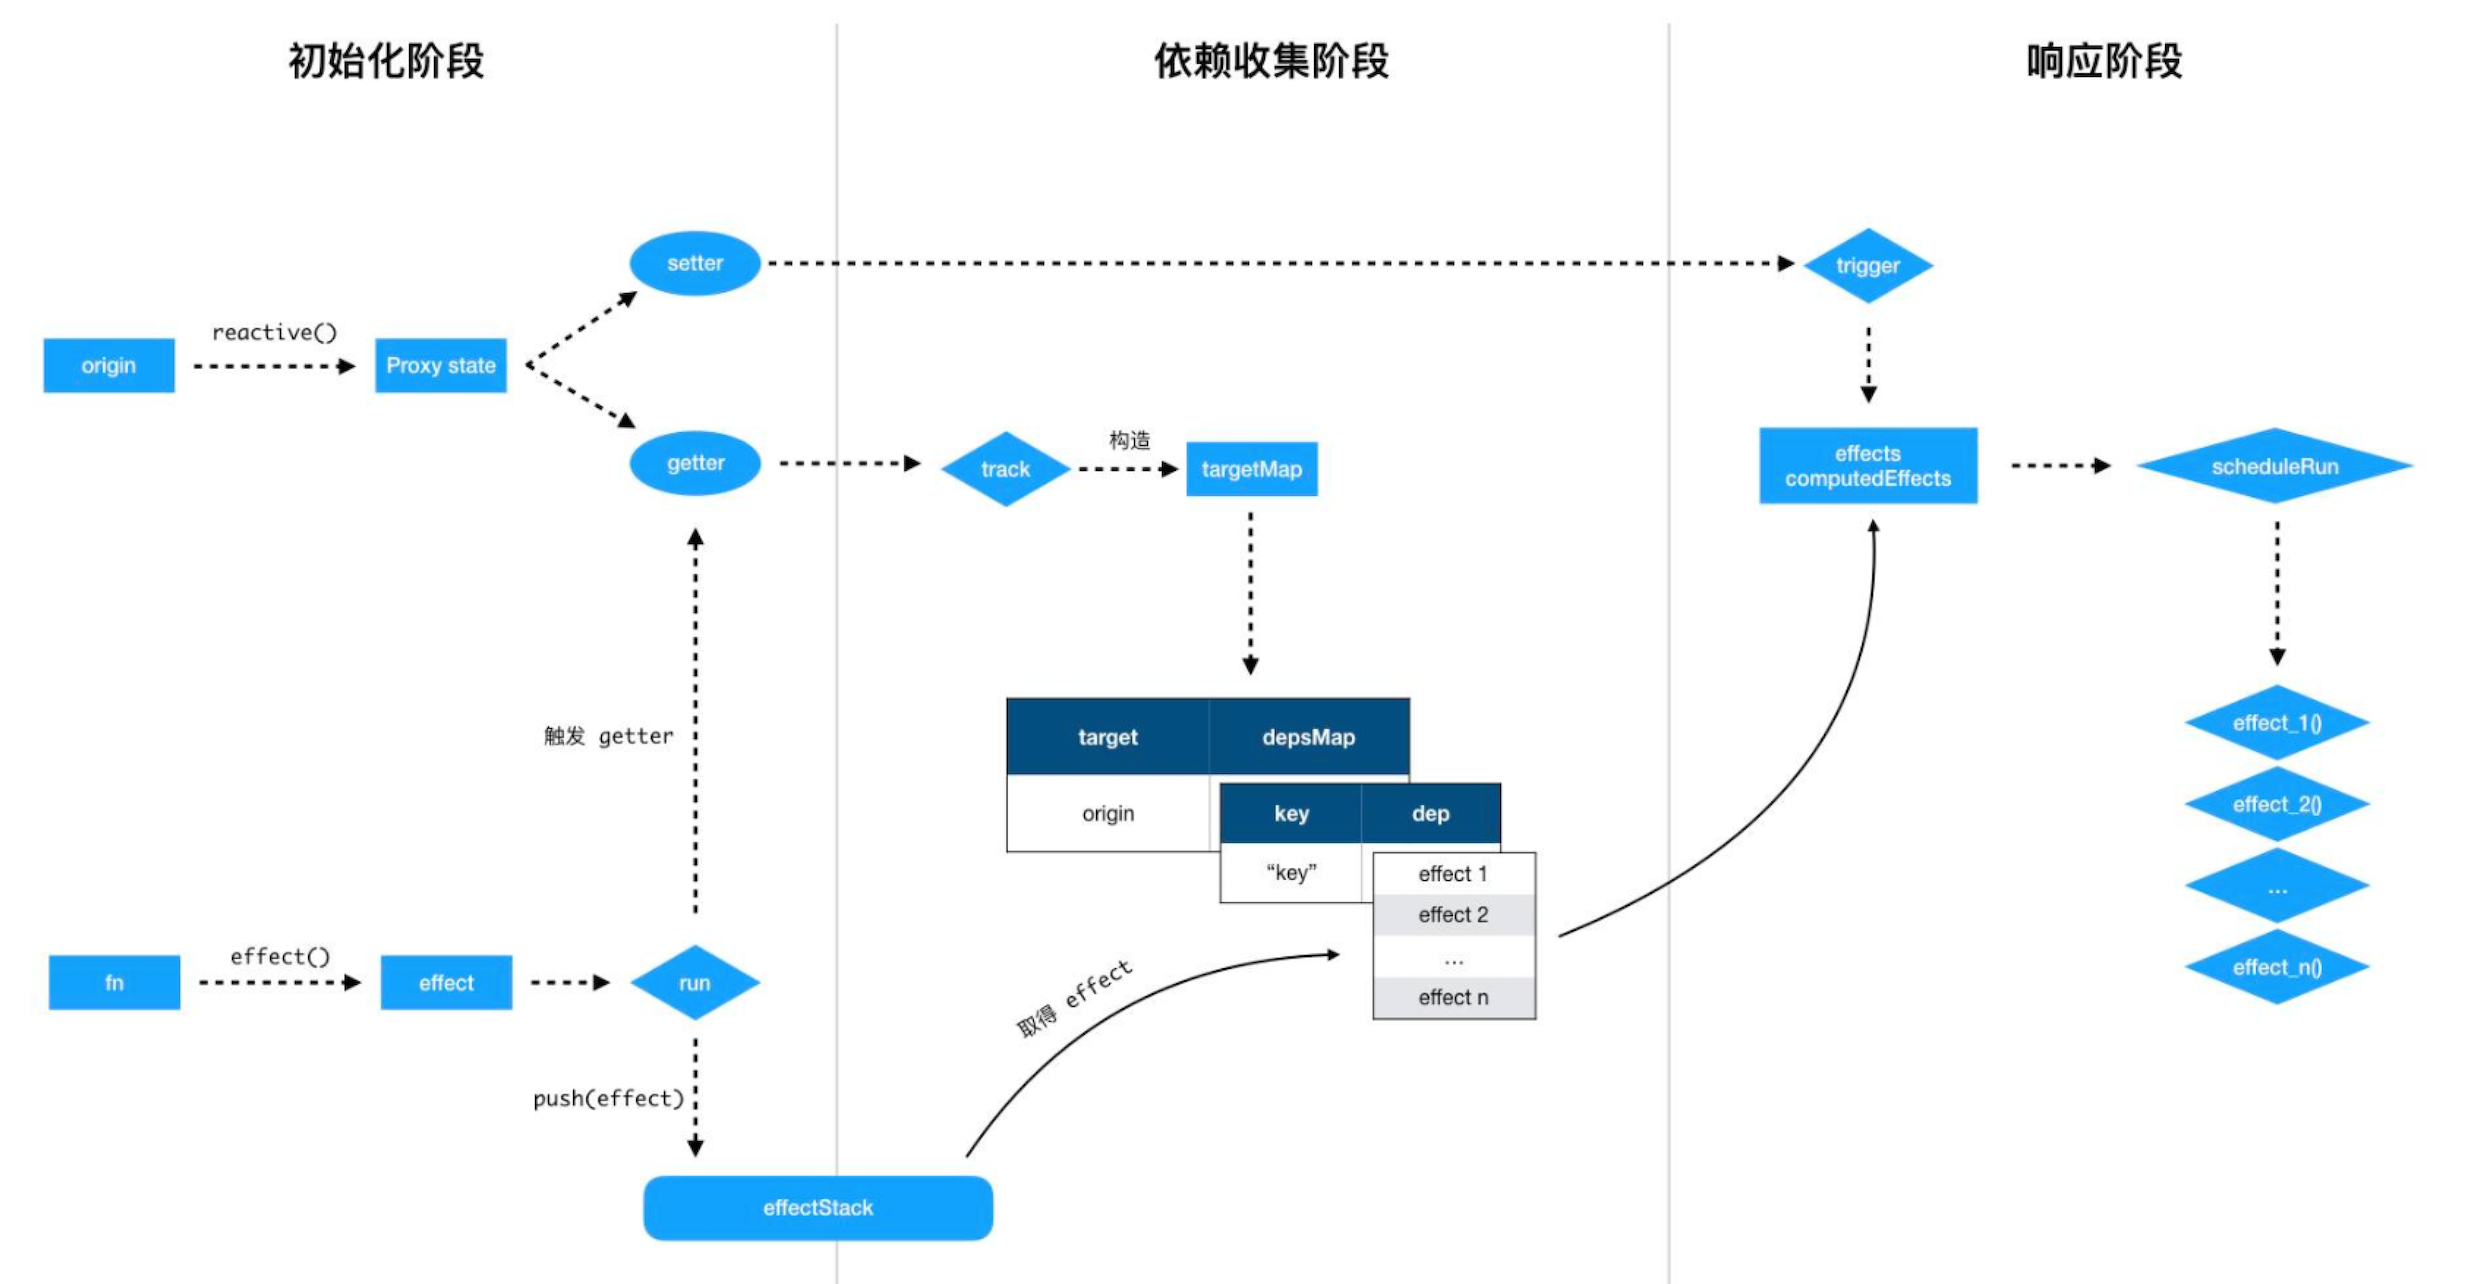 初始化阶段
依赖收集阶段
响应阶段
setter
trigger
reactive()
origin
Proxy state
getter
track
构造
targetMap
effects
computedEffects
scheduleRun
触发 getter
target
depsMap
origin
key
dep
“key”
effect 1
effect 2
...
effect n
effect_1()
effect_2()
...
effect_n()
fn
effect()
effect
run
取得 effect
push(effect)
effectStack